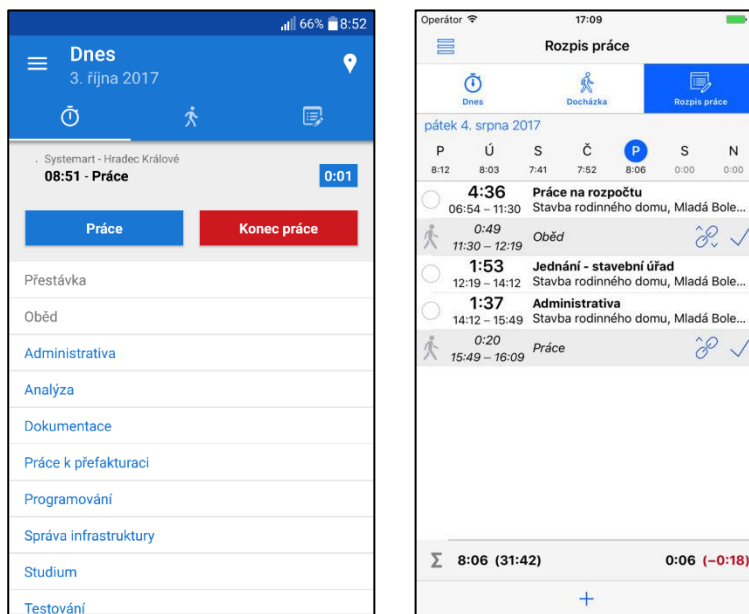 66% 8:52
Dnes
3. října 2017
Systemart - Hradec Králové
08:51 - Práce
0:01
Práce
Konec práce
Přestávka
Oběd
Administrativa
Analýza
Dokumentace
Práce k přefakturaci
Programování
Správa infrastruktury
Studium
Testování
Operátor 17:09
Rozpis práce
Dnes Docházka Rozpis práce
pátek 4. srpna 2017
P Ú S Č P S N
8:12 8:03 7:41 7:52 8:06 0:00 0:00
4:36 Práce na rozpočtu
06:54 – 11:30 Stavba rodinného domu, Mladá Bole...
0:49
11:30 – 12:19 Oběd
1:53 Jednání - stavební úřad
12:19 – 14:12 Stavba rodinného domu, Mladá Bole...
1:37 Administrativa
14:12 – 15:49 Stavba rodinného domu, Mladá Bole...
0:20
15:49 – 16:09 Práce
Σ 8:06 (31:42) 0:06 (−0:18)
+